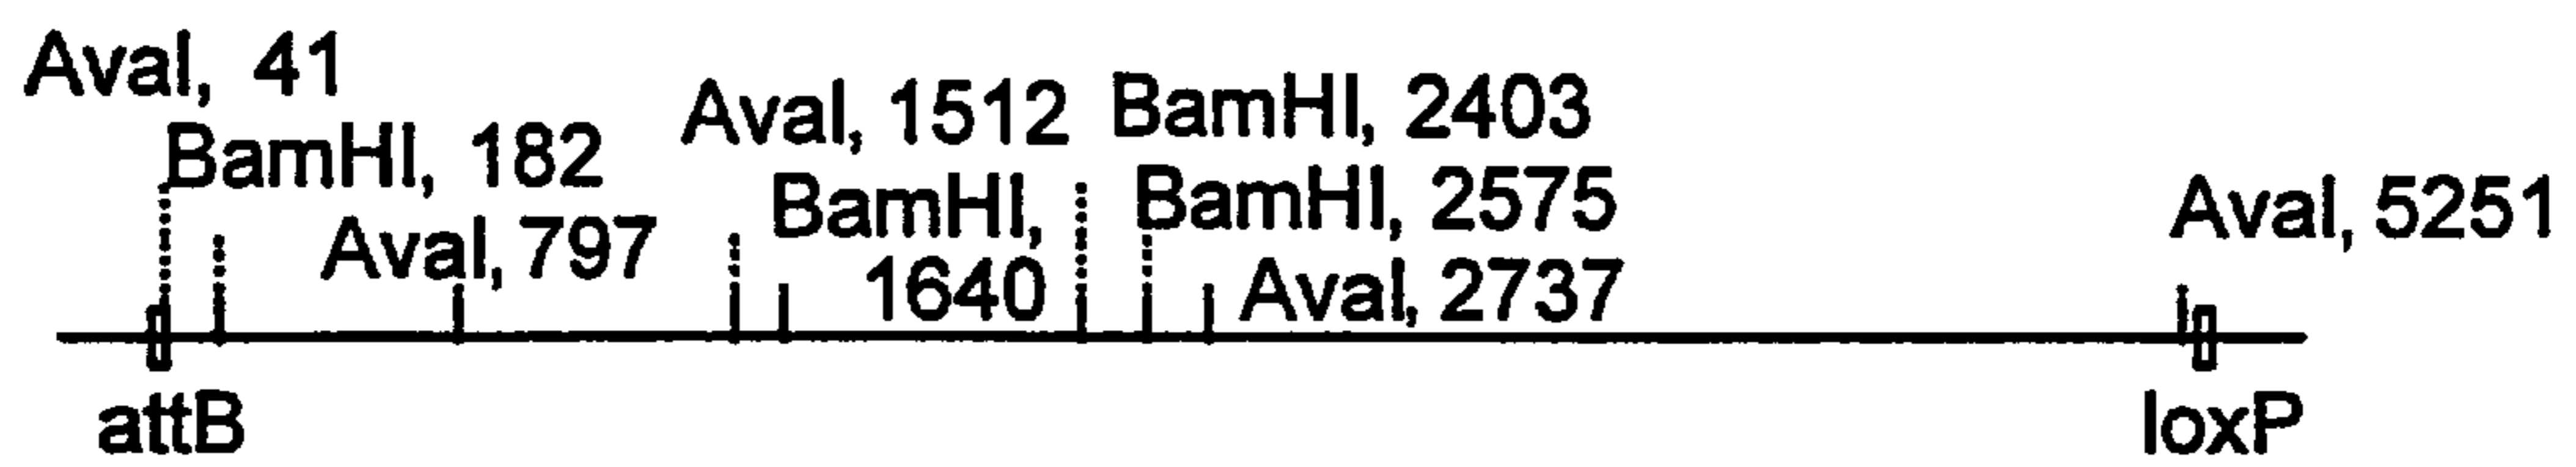 AvaI, 41
BamHI, 182
AvaI, 797
AvaI, 1512
BamHI,
1640
BamHI, 2403
BamHI, 2575
AvaI, 2737
AvaI, 5251
attB
loxP